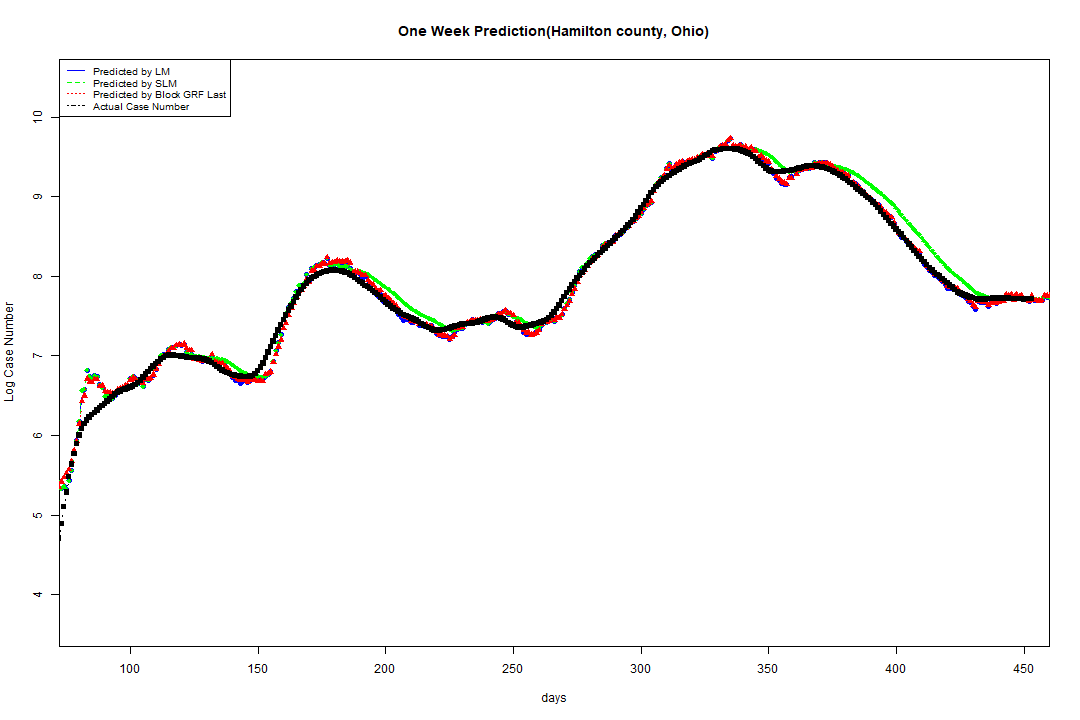 One Week Prediction(Hamilton county, Ohio)
Predicted by LM
Predicted by SLM
Predicted by Block GRF Last
Actual Case Number
10
9
8
7
6
5
4
Log Case Number
100 150 200 250 300 350 400 450
days